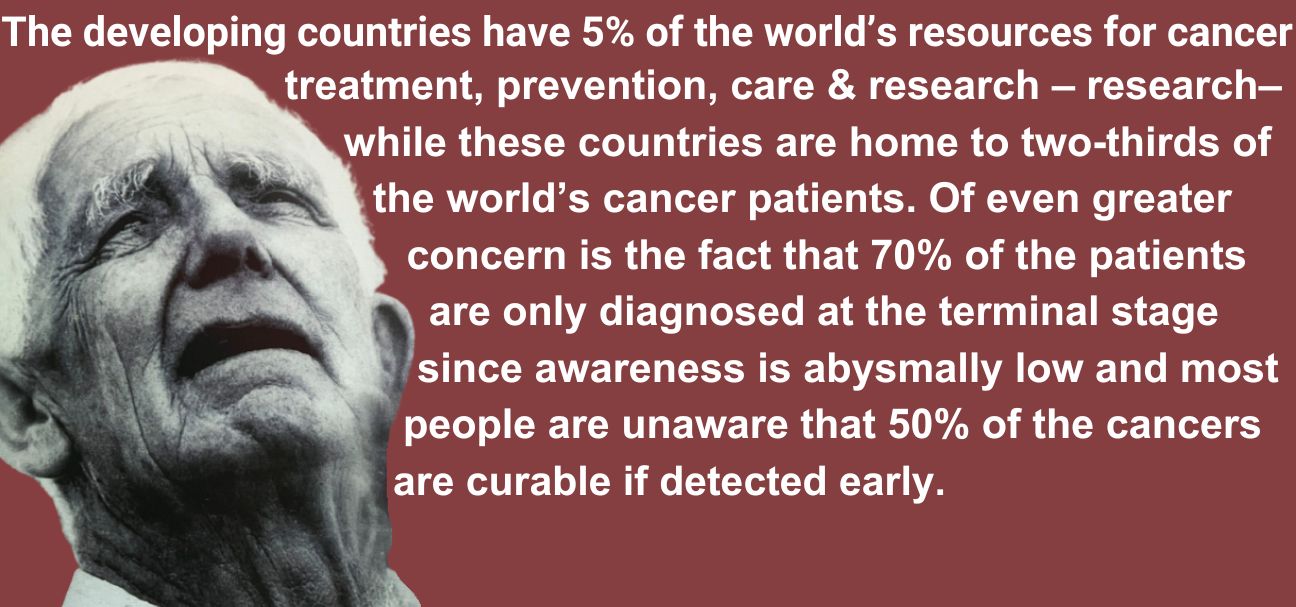 The developing countries have 5% of the world’s resources for cancer
treatment, prevention, care & research – research–
while these countries are home to two-thirds of
the world’s cancer patients. Of even greater
concern is the fact that 70% of the patients
are only diagnosed at the terminal stage
since awareness is abysmally low and most
people are unaware that 50% of the cancers
are curable if detected early.